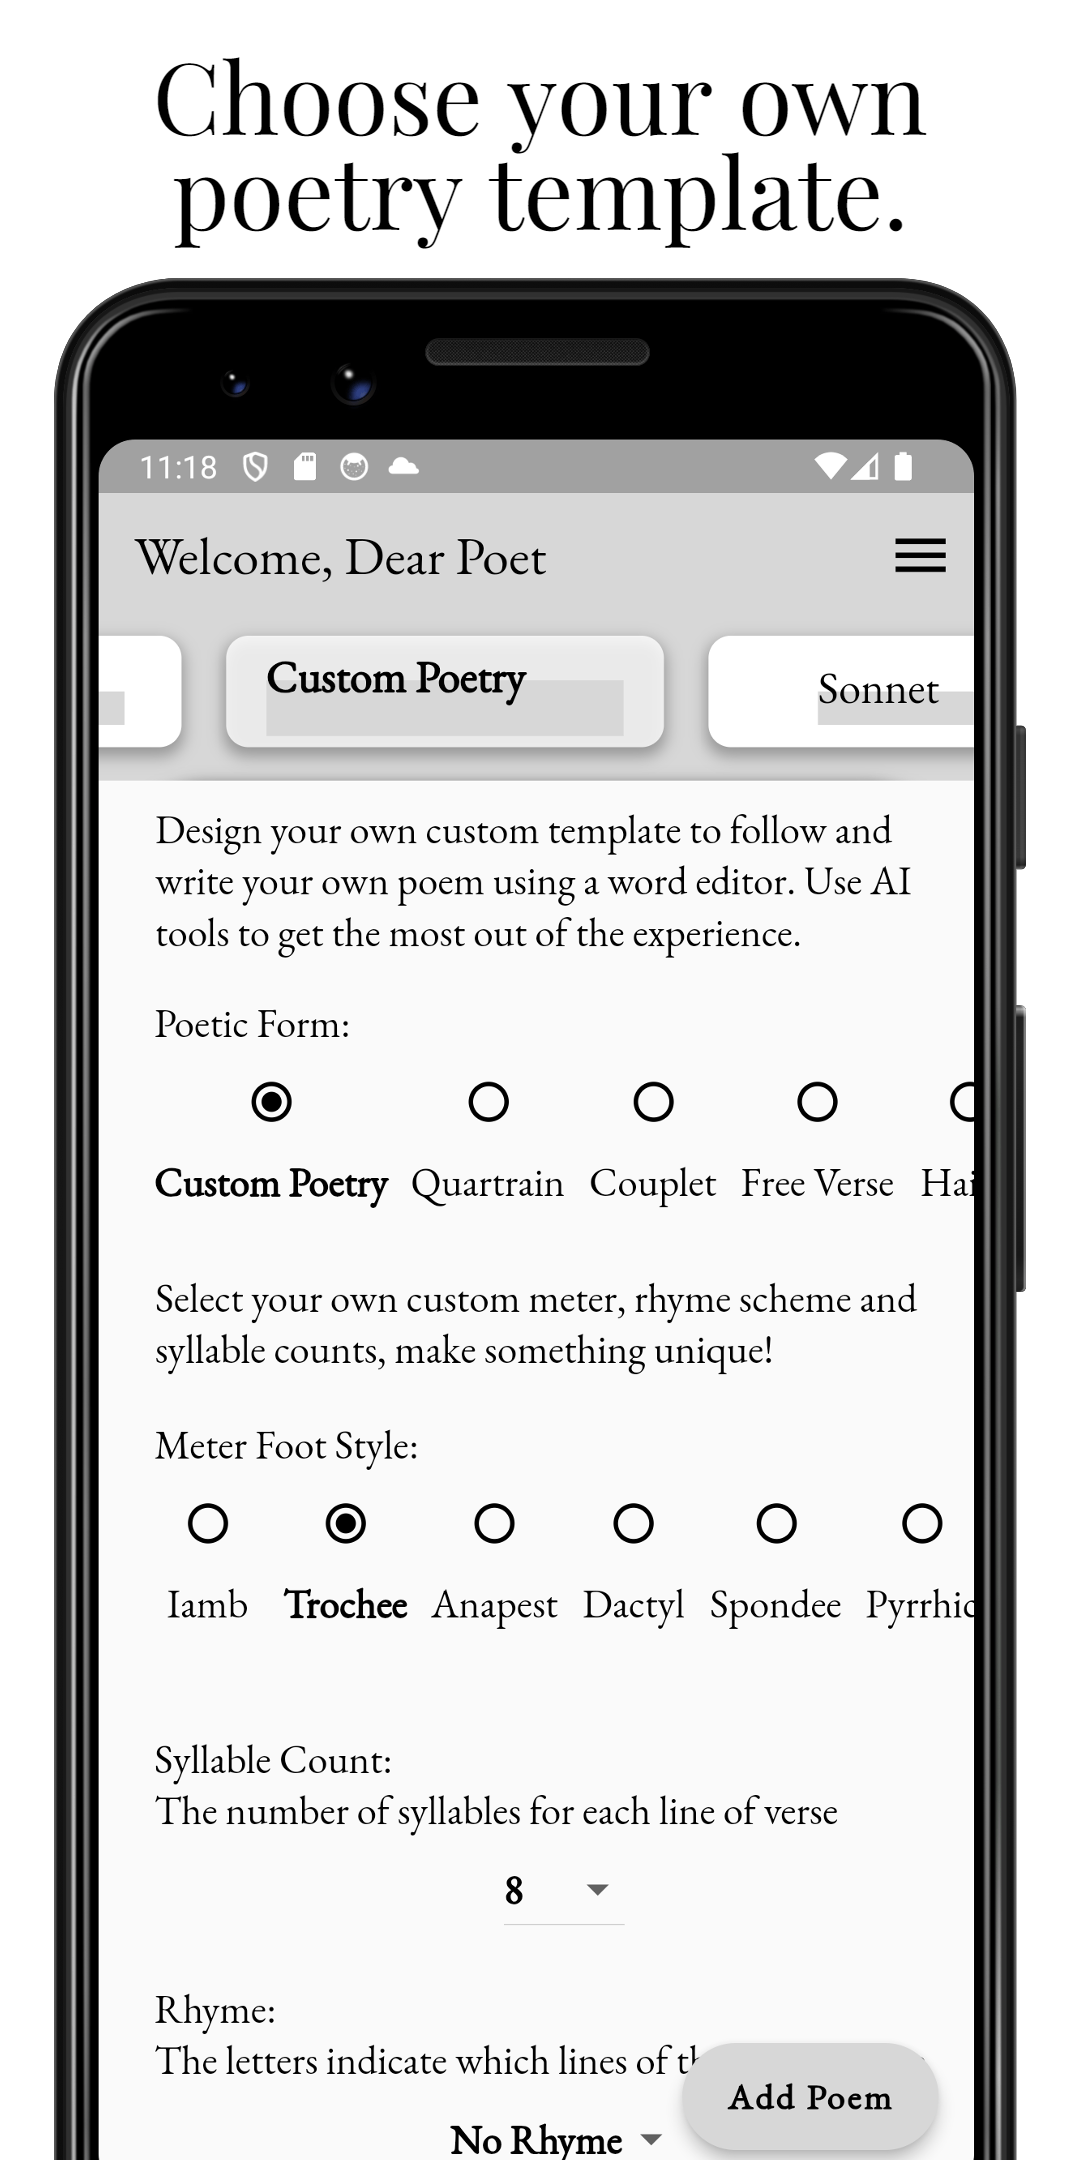 Choose your own
poetry template.
11:18
Welcome, Dear Poet
Custom Poetry
Sonnet
Design your own custom template to follow and
write your own poem using a word editor. Use AI
tools to get the most out of the experience.
Poetic Form:
Custom Poetry Quartrain Couplet Free Verse Hai
Select your own custom meter, rhyme scheme and
syllable counts, make something unique!
Meter Foot Style:
Iamb Trochee Anapest Dactyl Spondee Pyrrhic
Syllable Count:
The number of syllables for each line of verse
8
Rhyme:
The letters indicate which lines of
Add Poem
No Rhyme